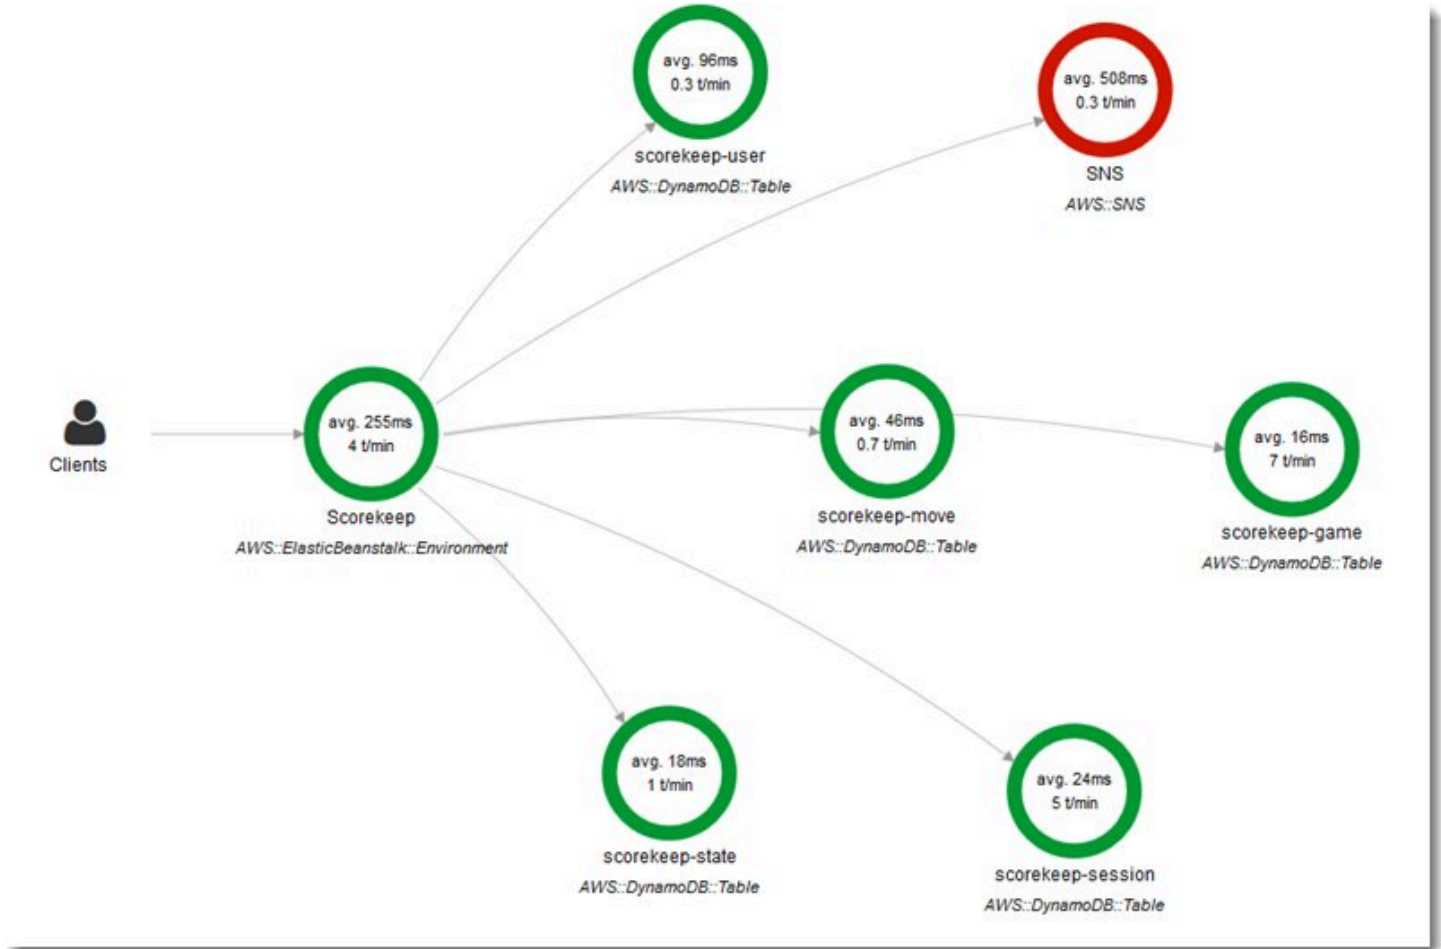 avg. 96ms
0.3 t/min
scorekeep-user
AWS::DynamoDB::Table
avg. 508ms
0.3 t/min
SNS
AWS::SNS
Clients
avg. 255ms
4 t/min
Scorekeep
AWS::ElasticBeanstalk::Environment
avg. 46ms
0.7 t/min
scorekeep-move
AWS::DynamoDB::Table
avg. 16ms
7 t/min
scorekeep-game
AWS::DynamoDB::Table
avg. 18ms
1 t/min
scorekeep-state
AWS::DynamoDB::Table
avg. 24ms
5 t/min
scorekeep-session
AWS::DynamoDB::Table